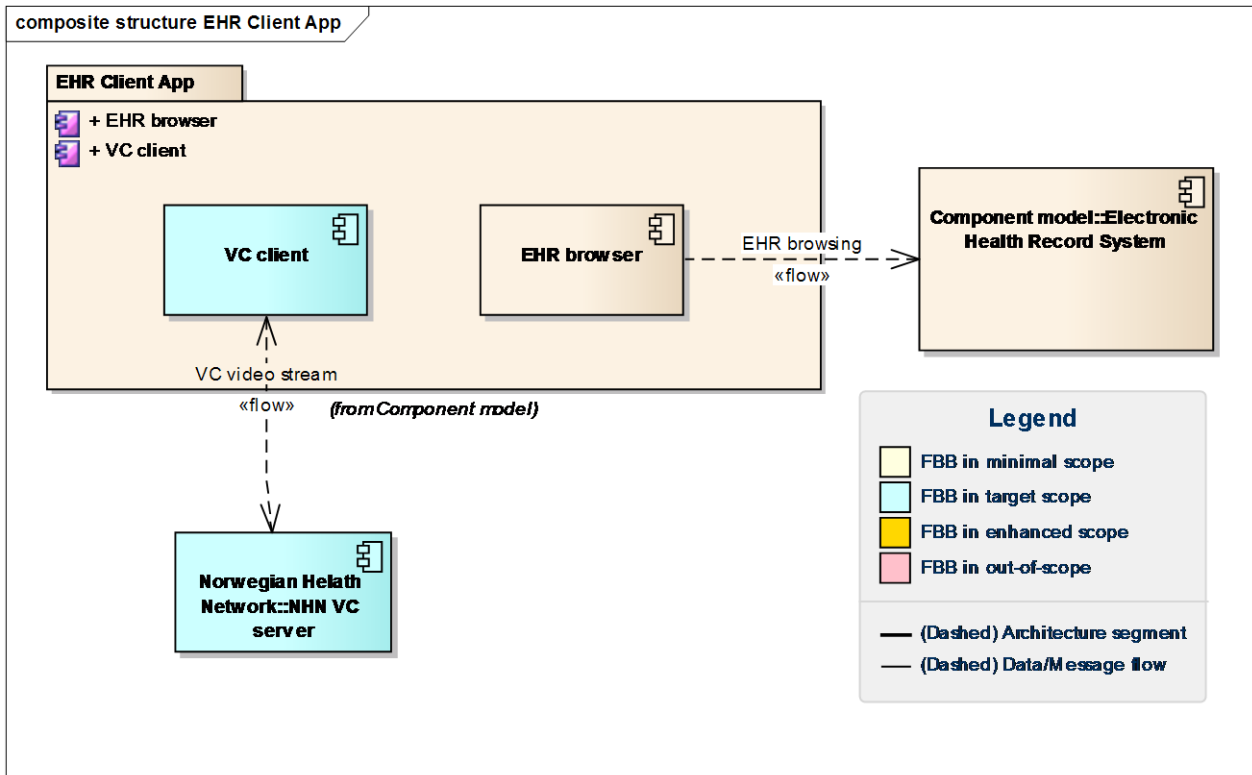 composite structure EHR Client App
EHR Client App
+ EHR browser
+ VC client
VC client
EHR browser
EHR browsing
«flow»
Component model::Electronic
Health Record System
VC video stream
«flow»
(from Component model)
Norwegian Helath
Network::NHN VC
server
Legend
FBB in minimal scope
FBB in target scope
FBB in enhanced scope
FBB in out-of-scope
(Dashed) Architecture segment
(Dashed) Data/Message flow